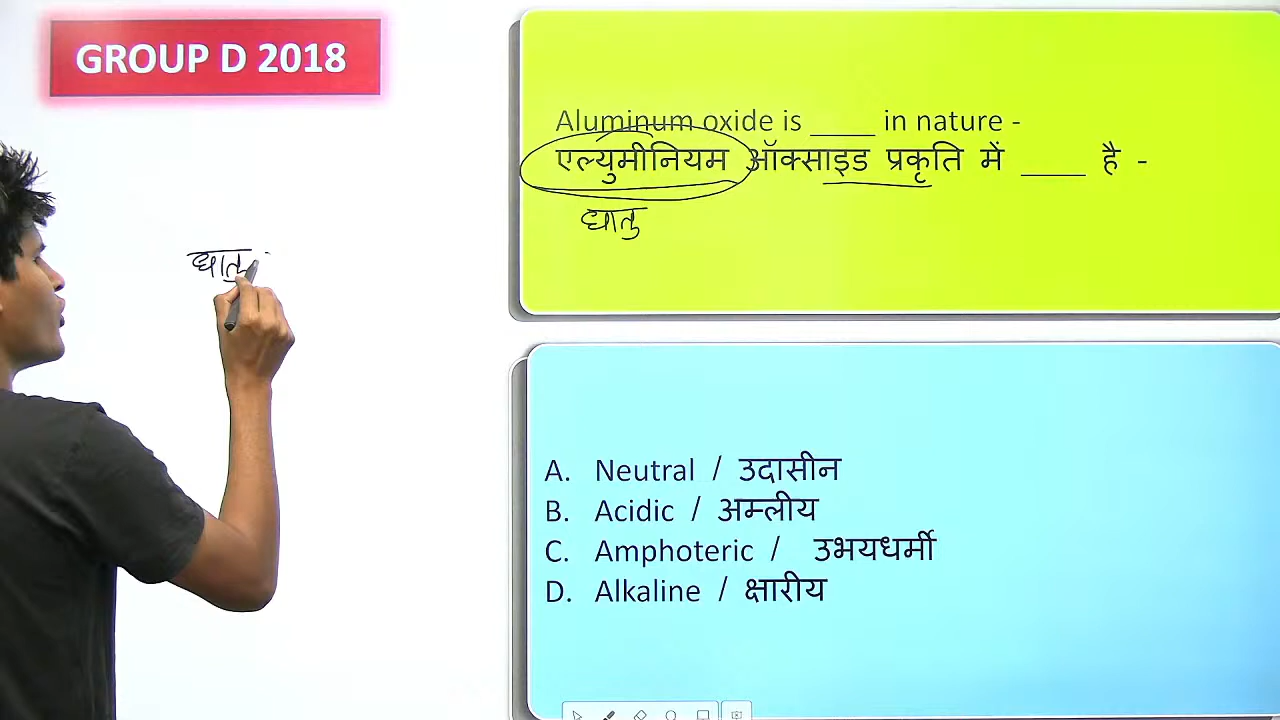 GROUP D 2018
Aluminum oxide is ____ in nature -
एल्युमीनियम ऑक्साइड प्रकृति में ____ है -
धातु
धातु
A. Neutral / उदासीन
B. Acidic / अम्लीय
C. Amphoteric / उभयधर्मी
D. Alkaline / क्षारीय